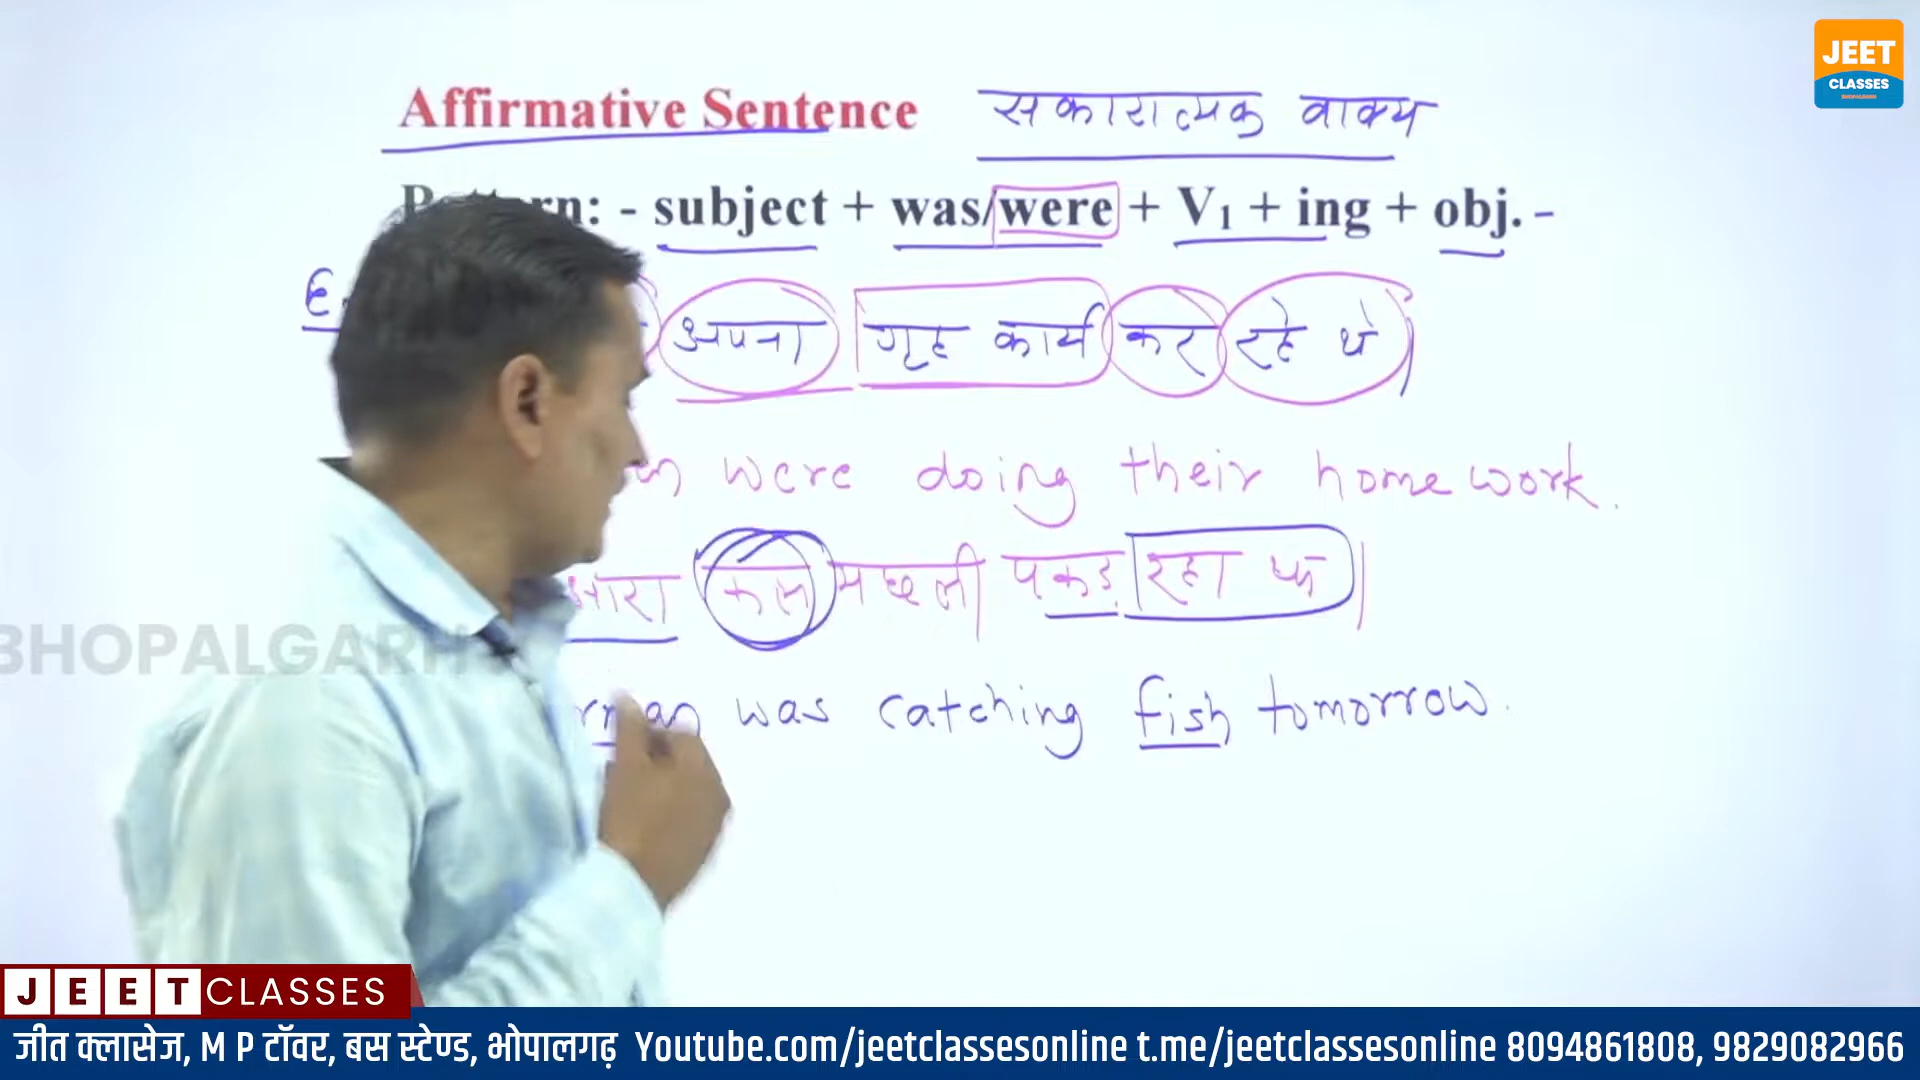 JEET
CLASSES
Affirmative Sentence सकारात्मक वाक्य
: - subject + was/were + V₁ + ing + obj. -
अपना गृह कार्य कर रहे थे।
were doing their homework.
कल मछली पकड़ रहा था।
was catching fish tomorrow.
BHOPALGARH
JEET CLASSES
जीत क्लासेज, M P टॉवर, बस स्टेण्ड, भोपालगढ़ Youtube.com/jeetclassesonline t.me/jeetclassesonline 8094861808, 9829082966